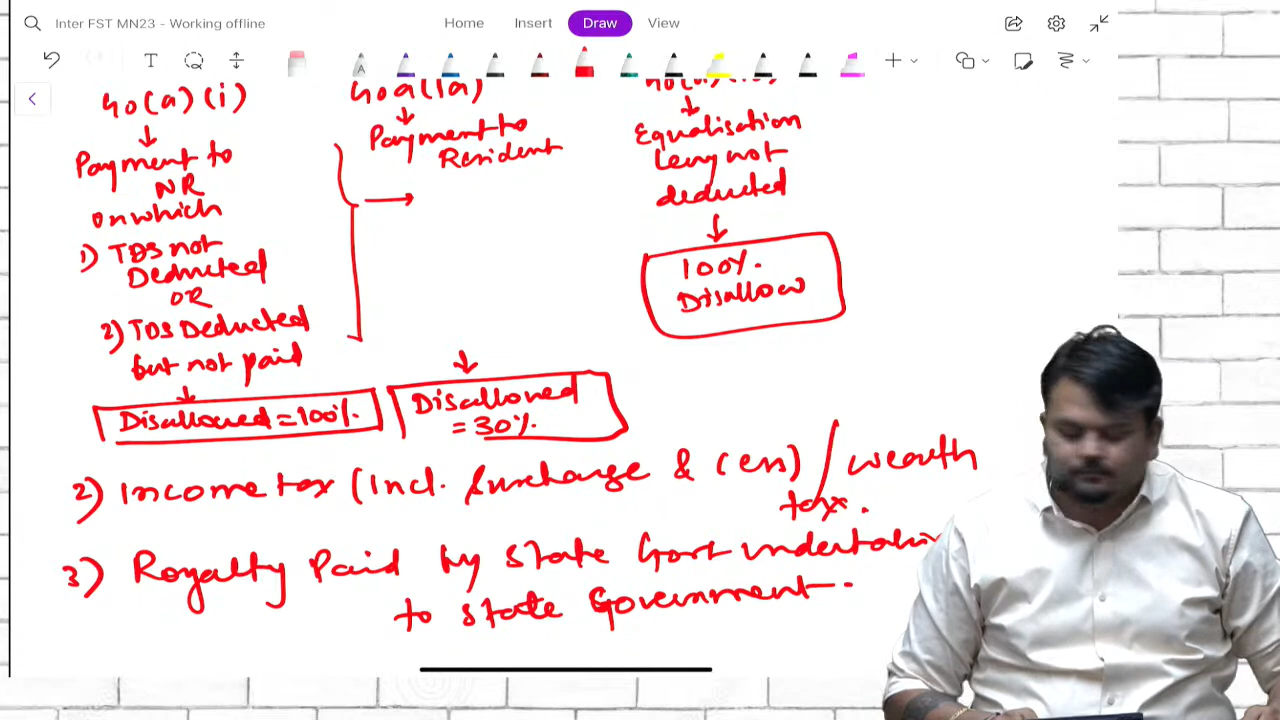 Inter FST MN23 - Working offline
Home Insert Draw View
40(a)(i)
↓
Payment to
NR
on which
1) TDS not
Deducted
OR
2) TDS Deducted
but not paid
↓
Disallowed = 100%.
40a(ia)
↓
Payment to
Resident
→
↓
Disallowed
= 30%.
↓
Equalisation
Levy not
deducted
↓
100%.
Disallow
2) Income tax (Incl. Surcharge & Cess) / wealth
tax.
3) Royalty Paid by State Govt
to State Government.